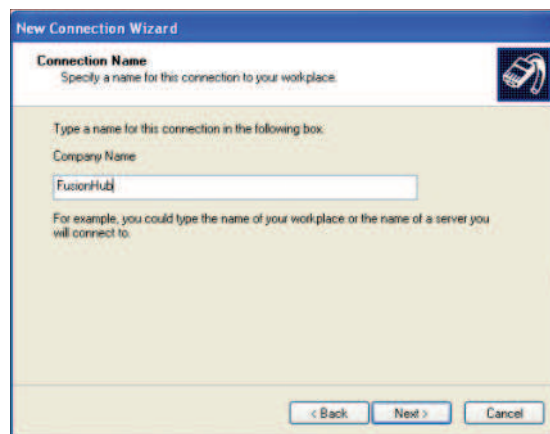 New Connection Wizard
Connection Name
Specify a name for this connection to your workplace.
Type a name for this connection in the following box.
Company Name
FusionHub
For example, you could type the name of your workplace or the name of a server you
will connect to.
< Back
Next >
Cancel